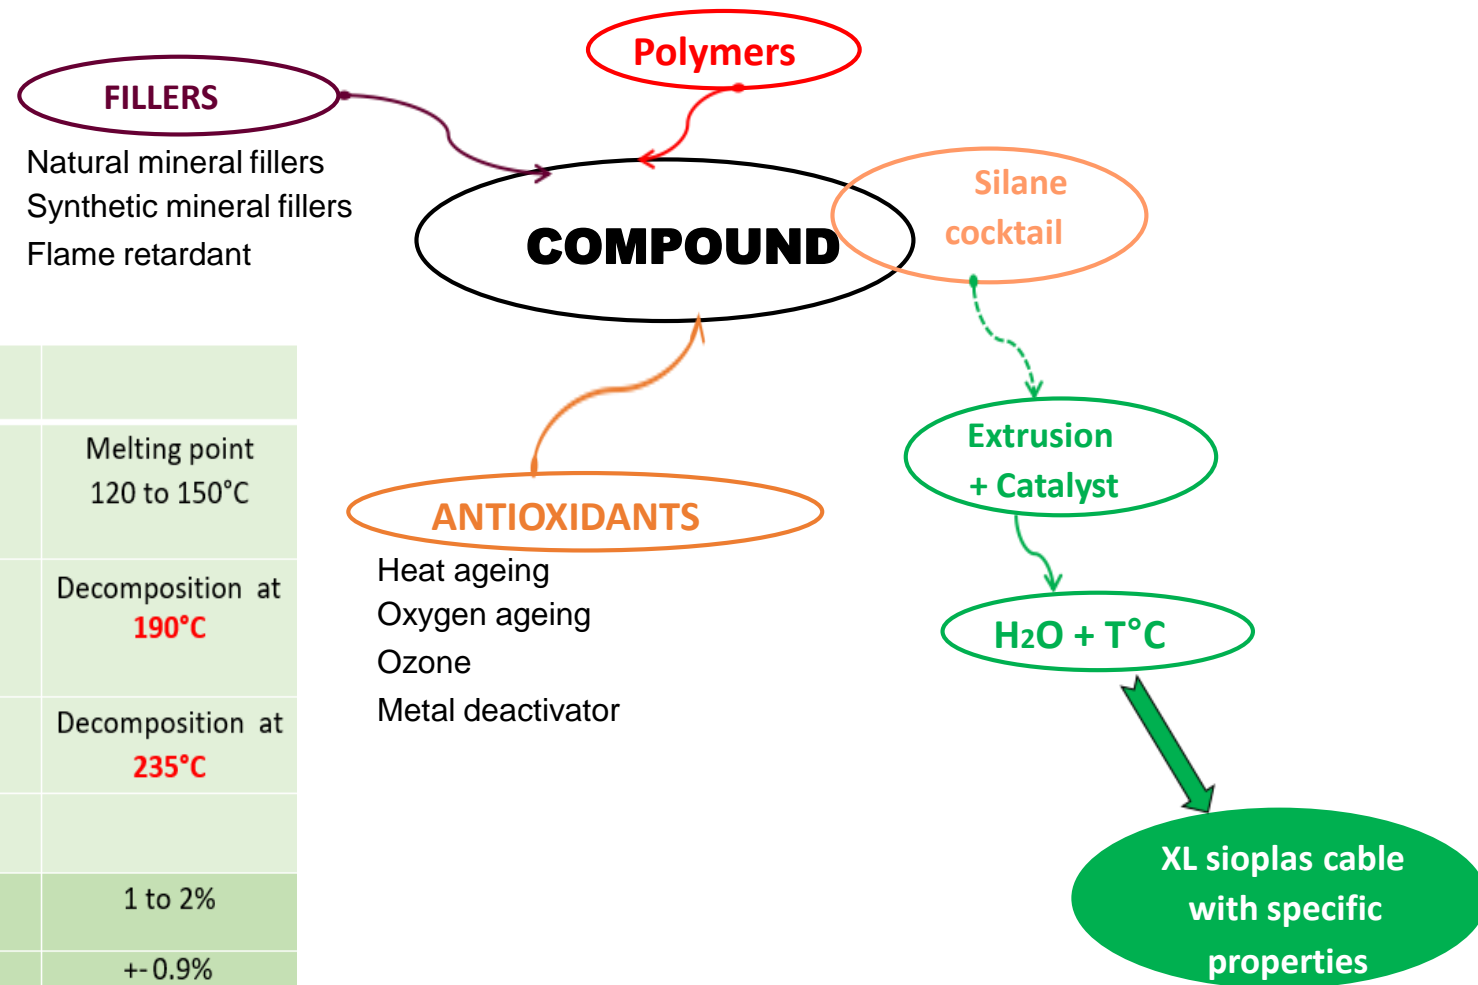 Polymers
FILLERS
Natural mineral fillers
Synthetic mineral fillers
Flame retardant
COMPOUND
Silane
cocktail
Melting point
120 to 150°C
Decomposition at
190°C
Decomposition at
235°C
1 to 2%
+-0.9%
ANTIOXIDANTS
Heat ageing
Oxygen ageing
Ozone
Metal deactivator
Extrusion
+ Catalyst
H2O + T°C
XL sioplas cable
with specific
properties